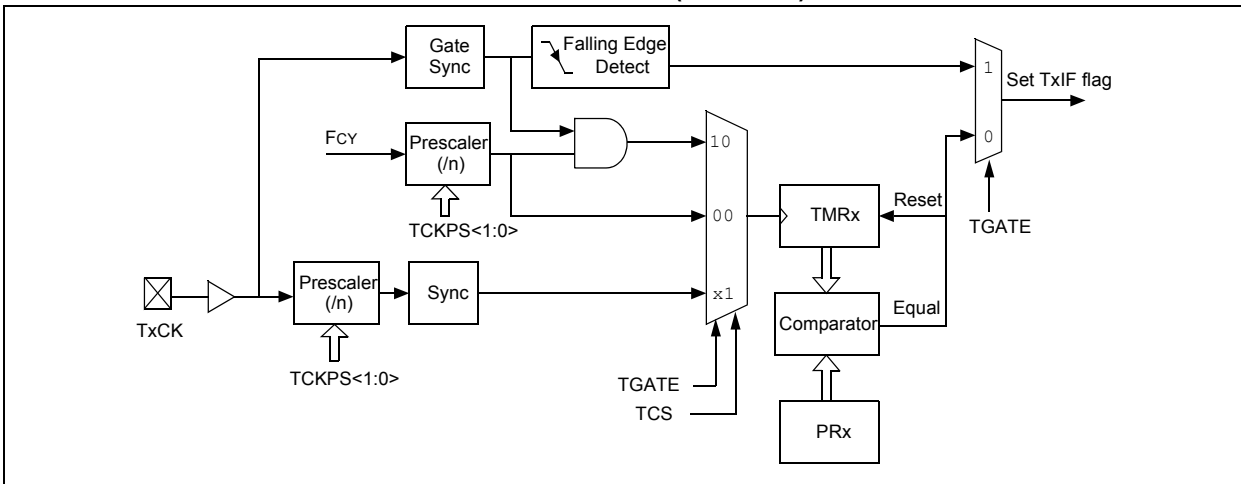 Gate
Sync
Falling Edge
Detect
1
Set TxIF flag
0
FCY
Prescaler
(/n)
10
TCKPS<1:0>
00
TMRx
Reset
TGATE
Prescaler
(/n)
Sync
x1
TxCK
TCKPS<1:0>
Comparator
Equal
TGATE
TCS
PRx